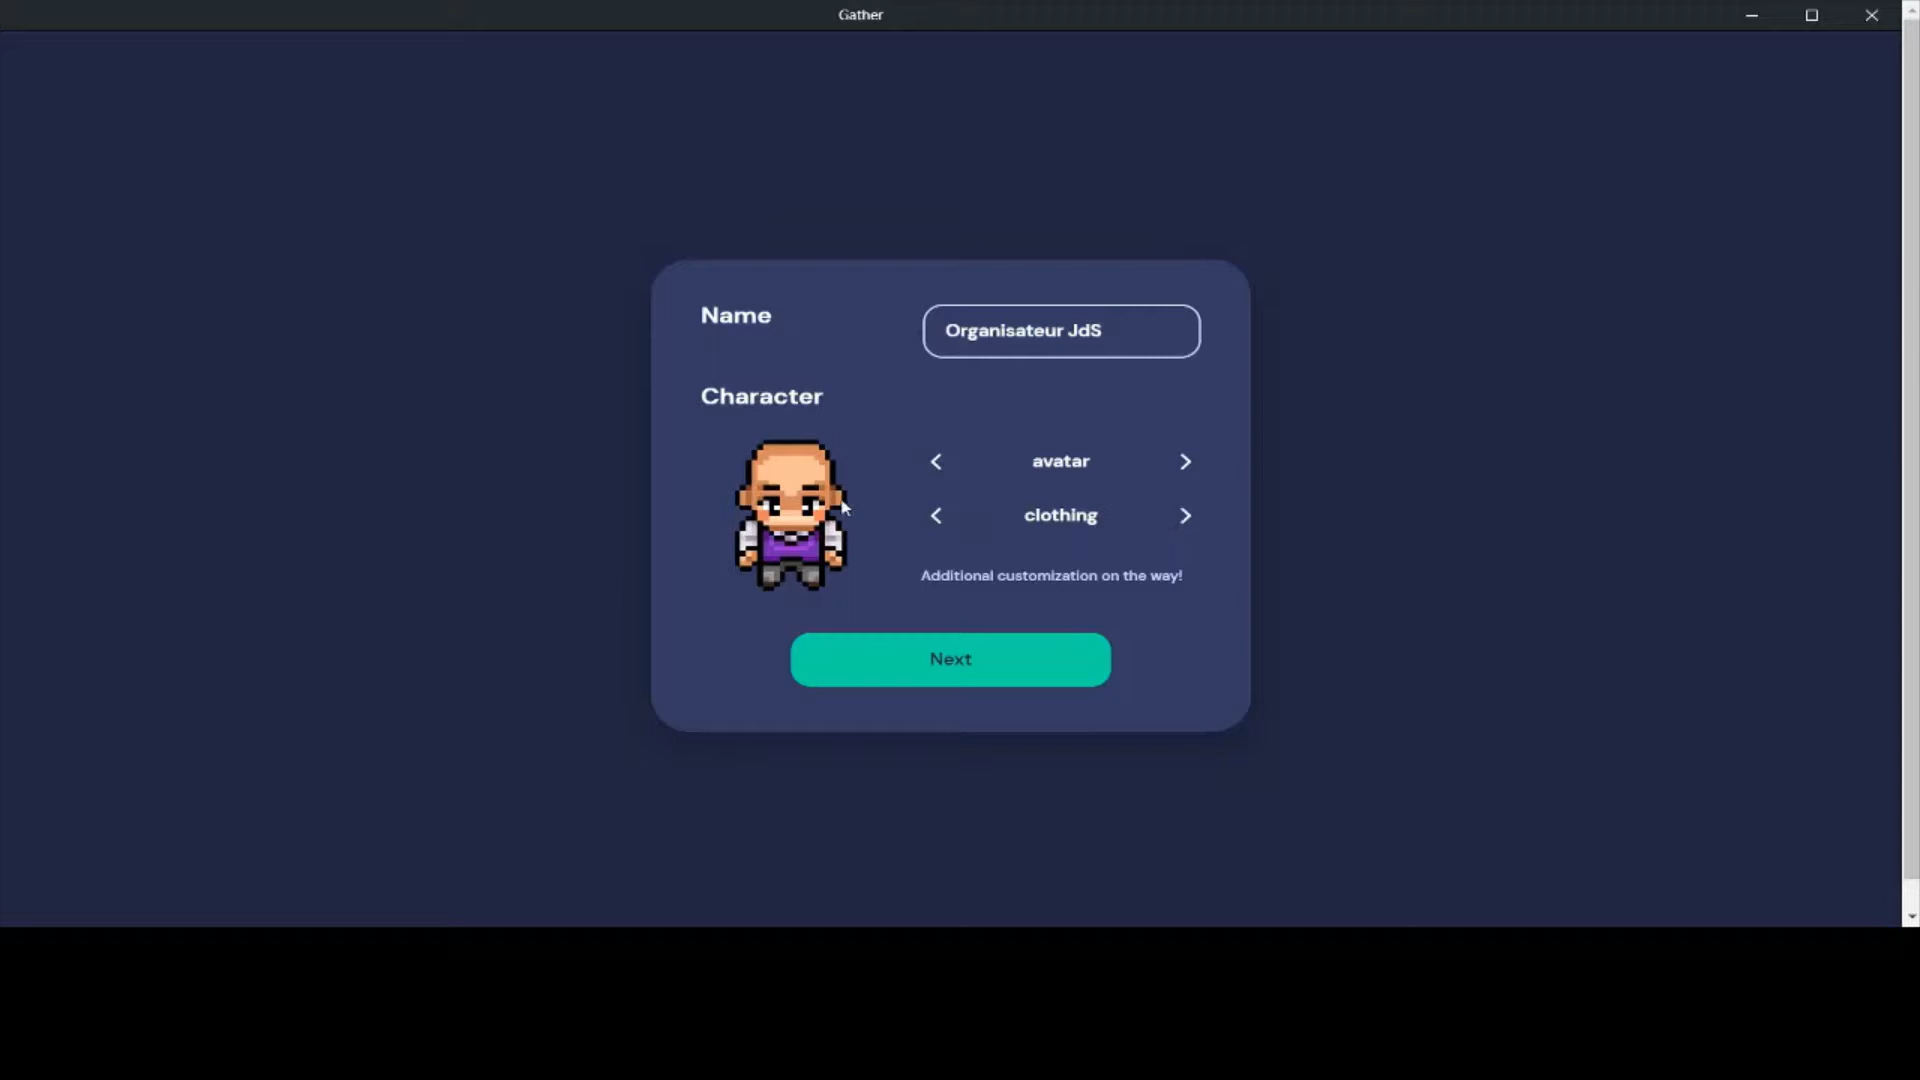 Gather
Name
Organisateur JdS
Character
avatar
clothing
Additional customization on the way!
Next